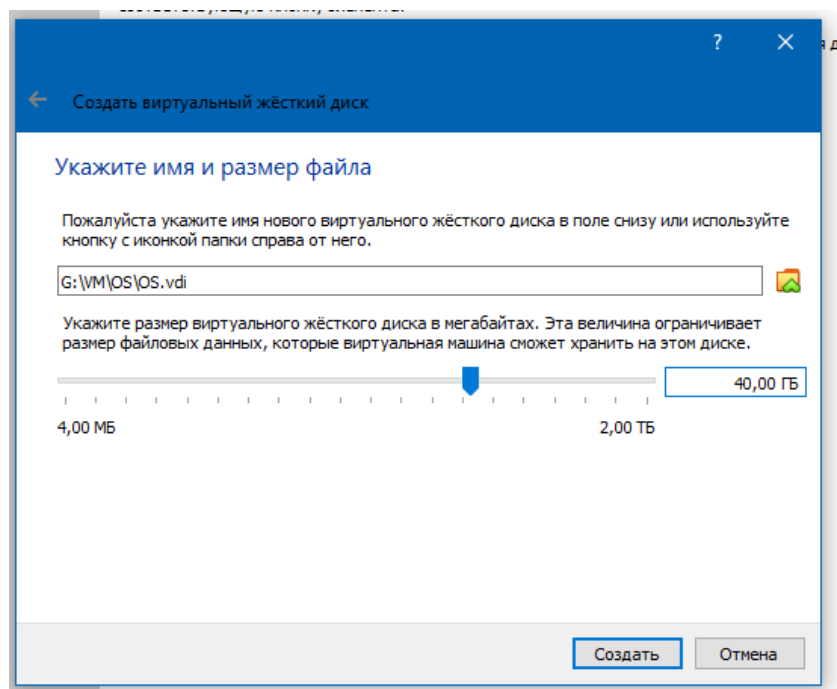 ?
Создать виртуальный жёсткий диск
Укажите имя и размер файла
Пожалуйста укажите имя нового виртуального жёсткого диска в поле снизу или используйте
кнопку с иконкой папки справа от него.
G:\VM\OS\OS.vdi
Укажите размер виртуального жёсткого диска в мегабайтах. Эта величина ограничивает
размер файловых данных, которые виртуальная машина сможет хранить на этом диске.
40,00 ГБ
4,00 МБ 2,00 ТБ
Создать Отмена